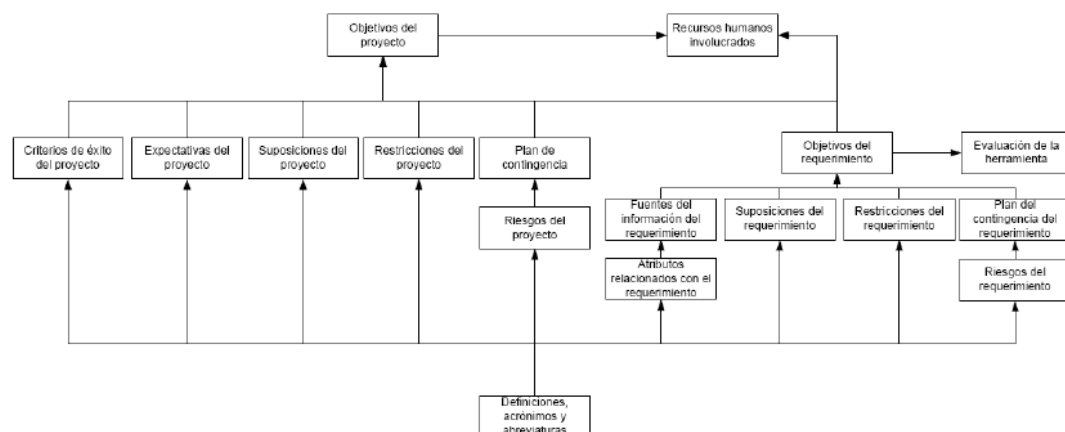 Objetivos del
proyecto
Recursos humanos
involucrados
Criterios de éxito
del proyecto
Expectativas del
proyecto
Suposiciones del
proyecto
Restricciones del
proyecto
Plan de
contingencia
Objetivos del
requerimiento
Evaluación de la
herramienta
Riesgos del
proyecto
Fuentes del
información del
requerimiento
Suposiciones del
requerimiento
Restricciones del
requerimiento
Plan de
contingencia del
requerimiento
Atributos
relacionados con el
requerimiento
Riesgos del
requerimiento
Definiciones,
acrónimos y
abreviaturas